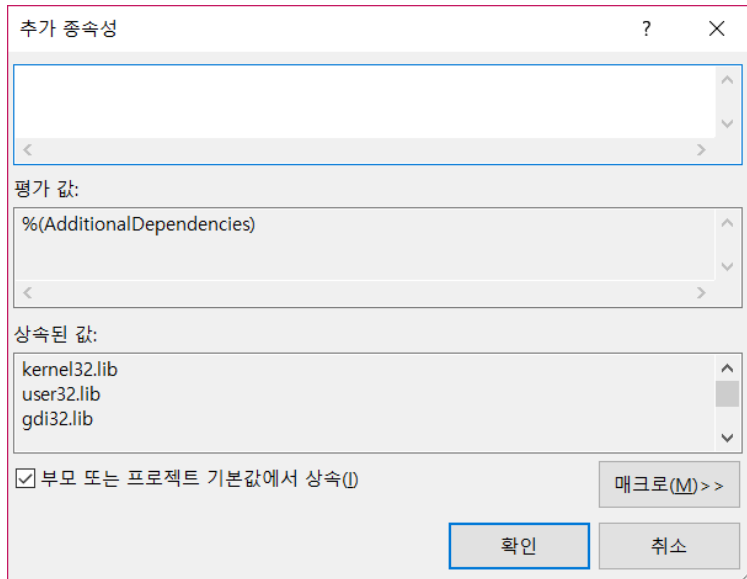 추가 종속성
평가 값:
%(AdditionalDependencies)
상속된 값:
kernel32.lib
user32.lib
gdi32.lib
부모 또는 프로젝트 기본값에서 상속(I)
매크로(M)>>
확인
취소